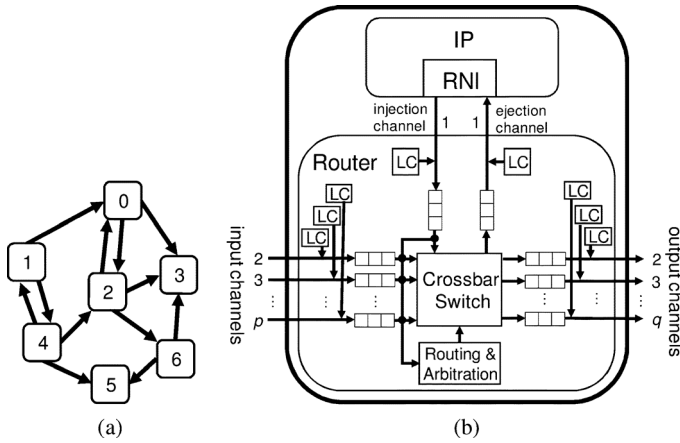 0
1
2
3
4
5
6
(a)
IP
RNI
injection
channel
1
1
ejection
channel
Router
LC
LC
LC
LC
LC
LC
LC
LC
input channels
2
3
...
p
Crossbar
Switch
Routing &
Arbitration
output channels
2
3
...
q
(b)